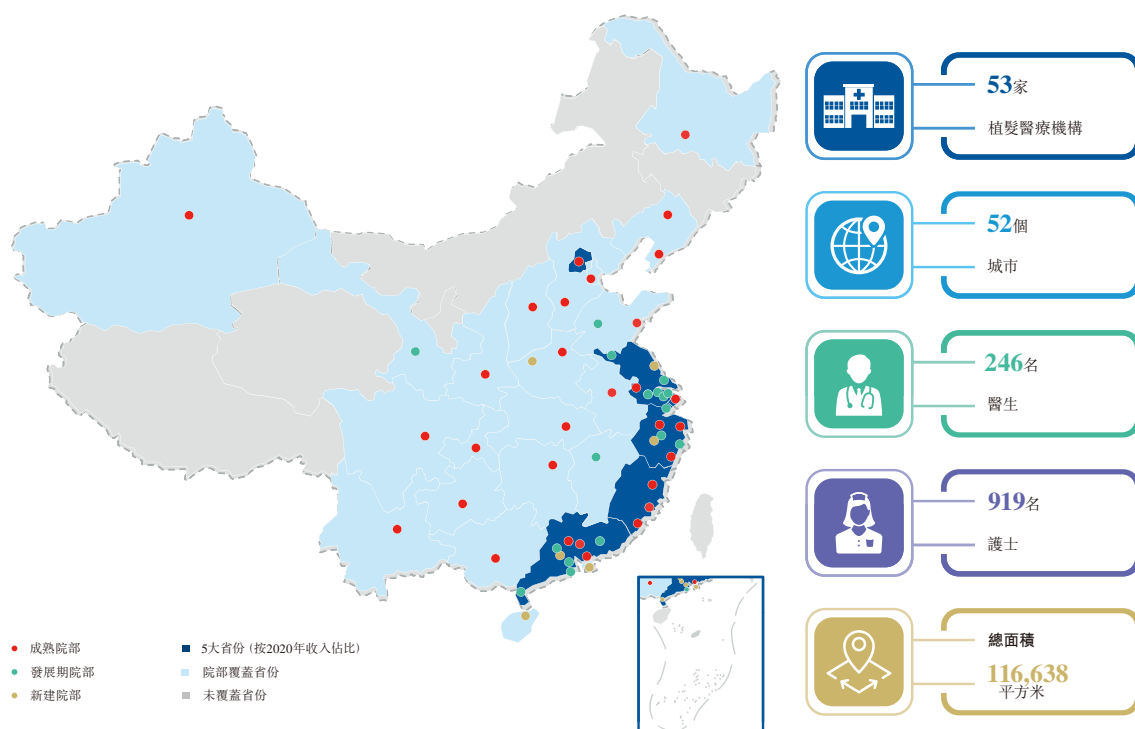 53家
植髮醫療機構
52個
城市
246名
醫生
919名
護士
總面積
116,638
平方米
成熟院部
發展期院部
新建院部
5大省份（按2020年收入佔比）
院部覆蓋省份
未覆蓋省份